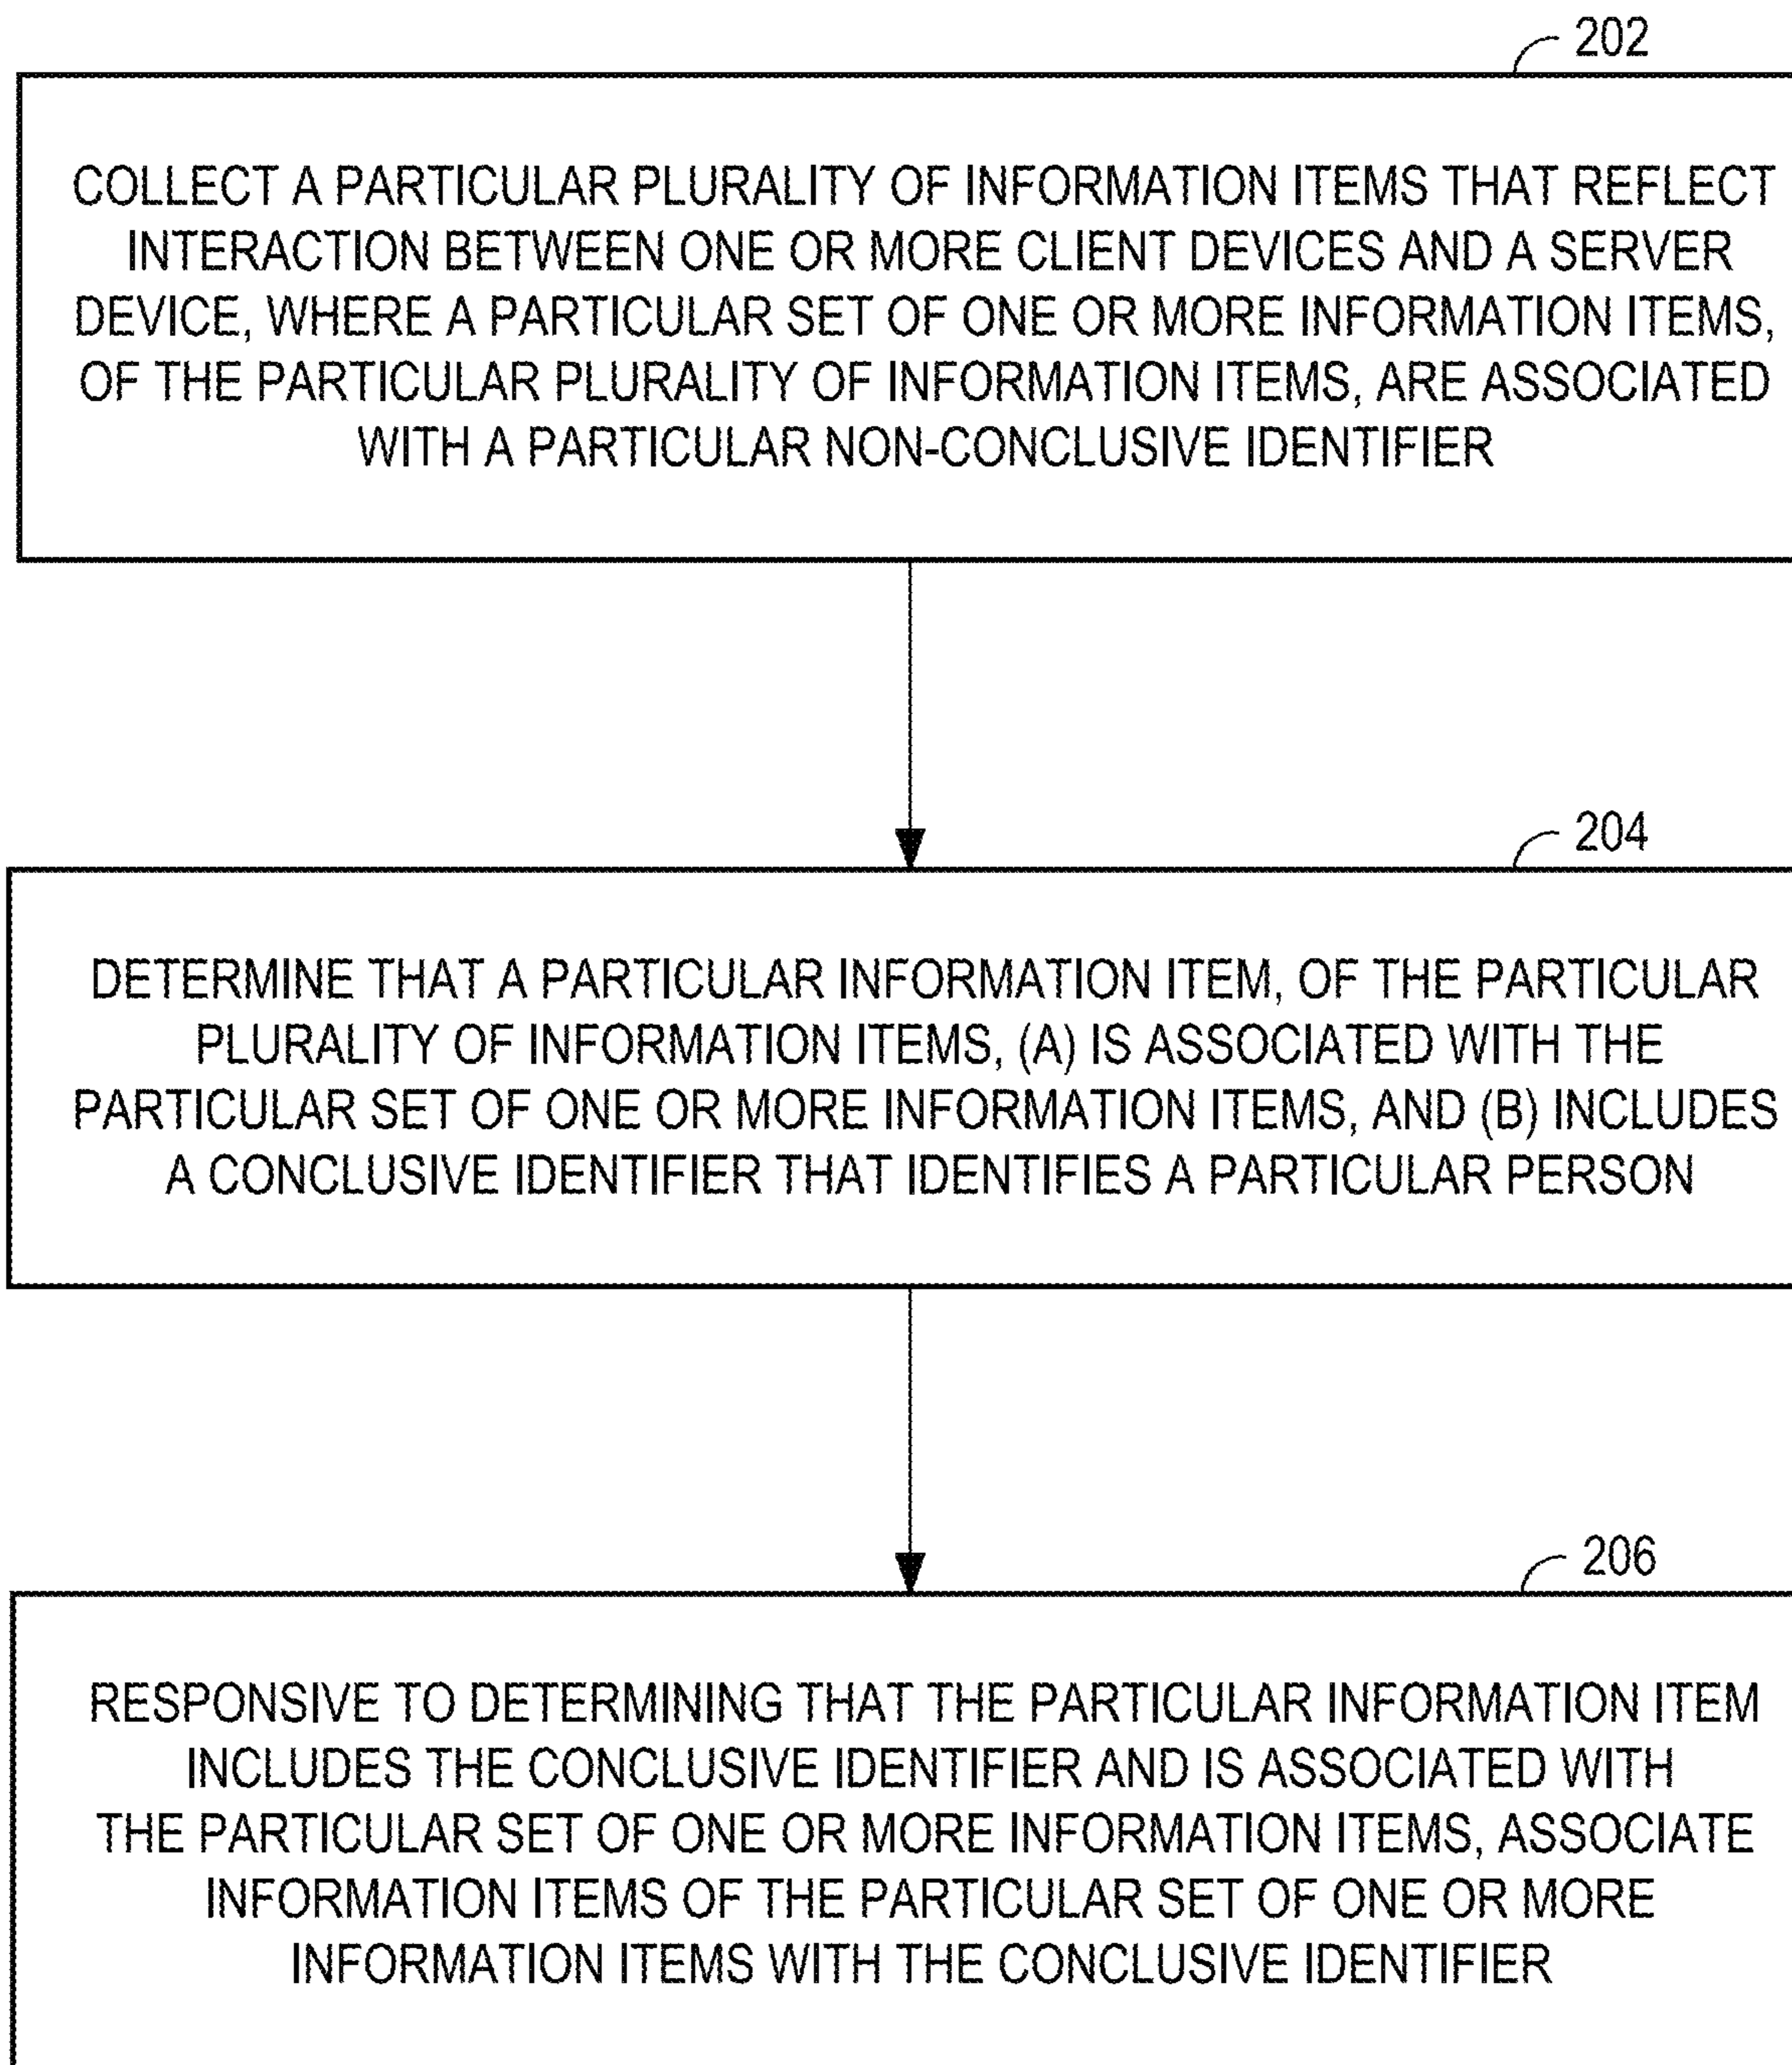 202
COLLECT A PARTICULAR PLURALITY OF INFORMATION ITEMS THAT REFLECT
INTERACTION BETWEEN ONE OR MORE CLIENT DEVICES AND A SERVER
DEVICE, WHERE A PARTICULAR SET OF ONE OR MORE INFORMATION ITEMS,
OF THE PARTICULAR PLURALITY OF INFORMATION ITEMS, ARE ASSOCIATED
WITH A PARTICULAR NON-CONCLUSIVE IDENTIFIER
204
DETERMINE THAT A PARTICULAR INFORMATION ITEM, OF THE PARTICULAR
PLURALITY OF INFORMATION ITEMS, (A) IS ASSOCIATED WITH THE
PARTICULAR SET OF ONE OR MORE INFORMATION ITEMS, AND (B) INCLUDES
A CONCLUSIVE IDENTIFIER THAT IDENTIFIES A PARTICULAR PERSON
206
RESPONSIVE TO DETERMINING THAT THE PARTICULAR INFORMATION ITEM
INCLUDES THE CONCLUSIVE IDENTIFIER AND IS ASSOCIATED WITH
THE PARTICULAR SET OF ONE OR MORE INFORMATION ITEMS, ASSOCIATE
INFORMATION ITEMS OF THE PARTICULAR SET OF ONE OR MORE
INFORMATION ITEMS WITH THE CONCLUSIVE IDENTIFIER